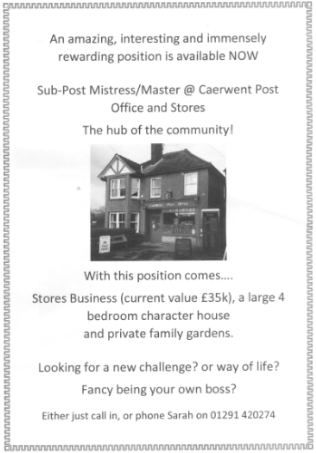 An amazing, interesting and immensely
rewarding position is available NOW
Sub-Post Mistress/Master @ Caerwent Post
Office and Stores
The hub of the community!
With this position comes....
Stores Business (current value £35k), a large 4
bedroom character house
and private family gardens.
Looking for a new challenge? or way of life?
Fancy being your own boss?
Either just call in, or phone Sarah on 01291 420274